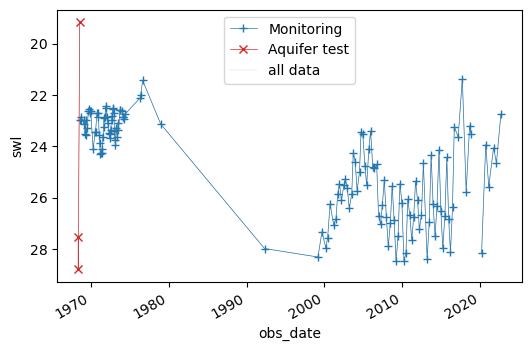 Monitoring
Aquifer test
all data
20
22
24
26
28
swl
1970
1980
1990
2000
2010
2020
obs_date